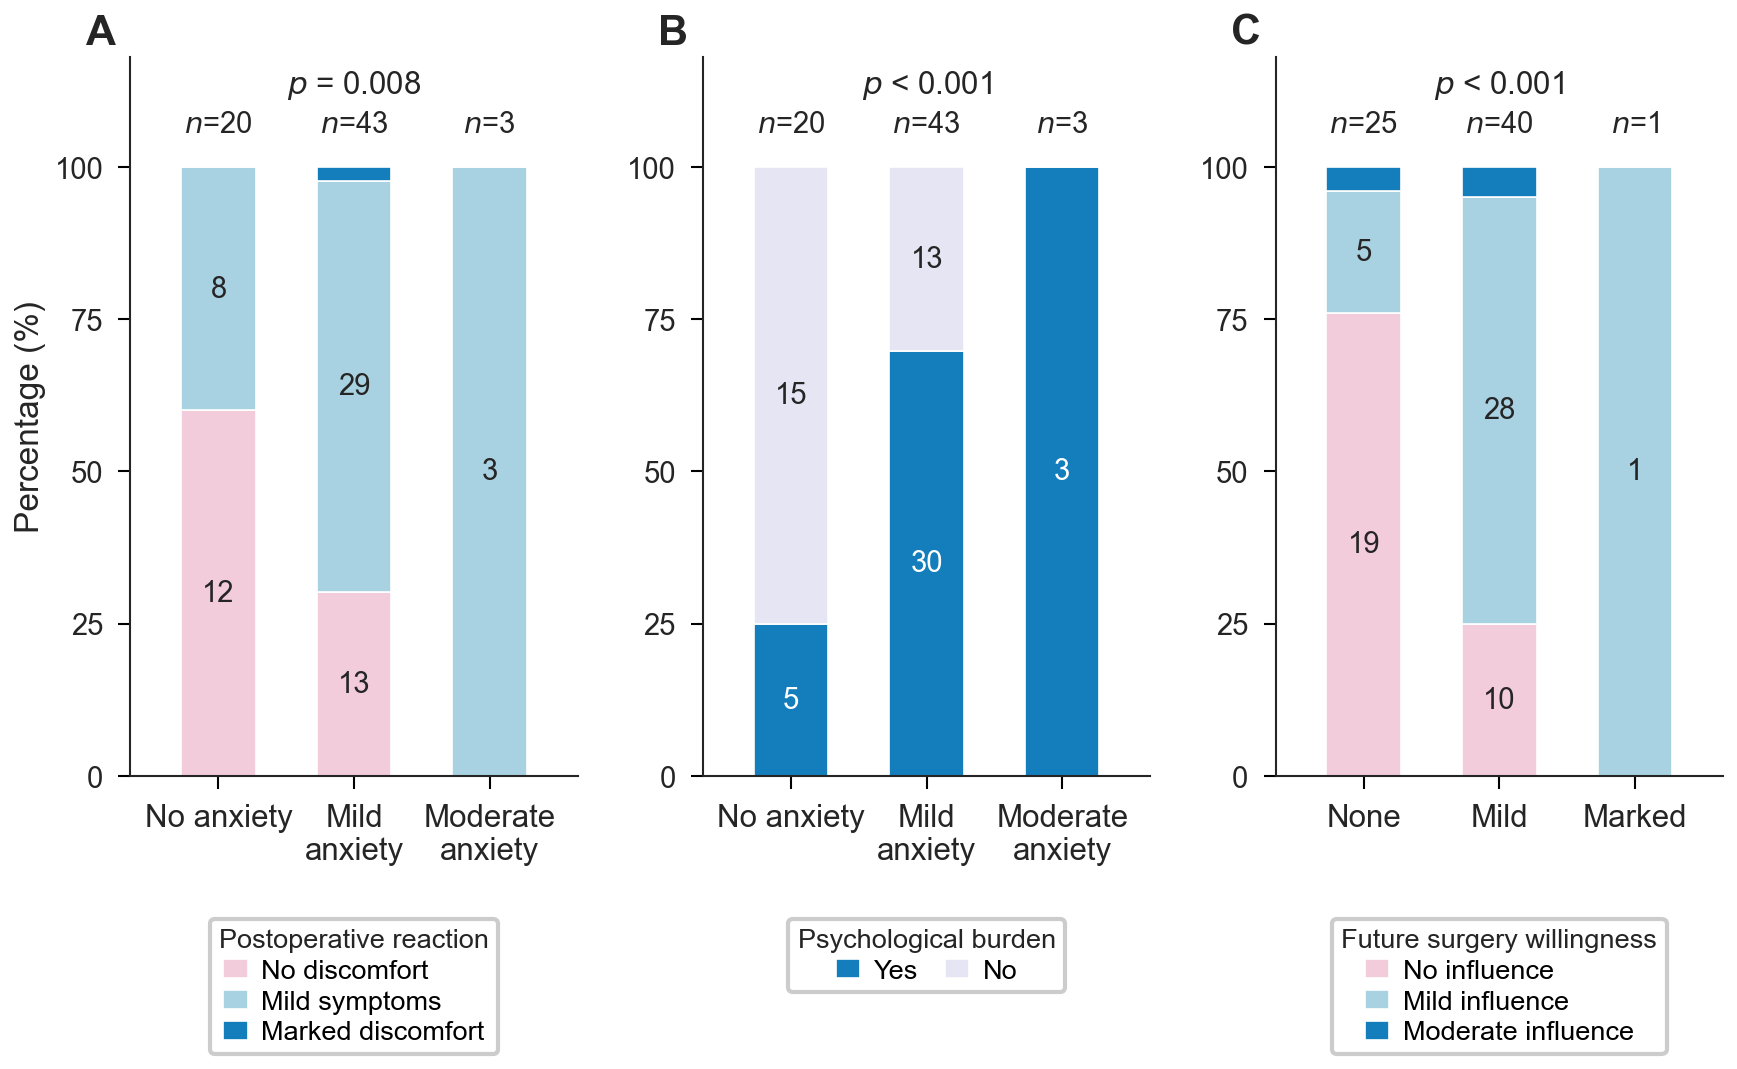 A
p = 0.008
n=20
n=43
n=3
Percentage (%)
100
75
50
25
0
8
12
29
13
3
No anxiety
Mild
anxiety
Moderate
anxiety
Postoperative reaction
No discomfort
Mild symptoms
Marked discomfort
B
p < 0.001
n=20
n=43
n=3
100
75
50
25
0
15
5
13
30
3
No anxiety
Mild
anxiety
Moderate
anxiety
Psychological burden
Yes No
C
p < 0.001
n=25
n=40
n=1
100
75
50
25
0
5
19
28
10
1
None
Mild
Marked
Future surgery willingness
No influence
Mild influence
Moderate influence